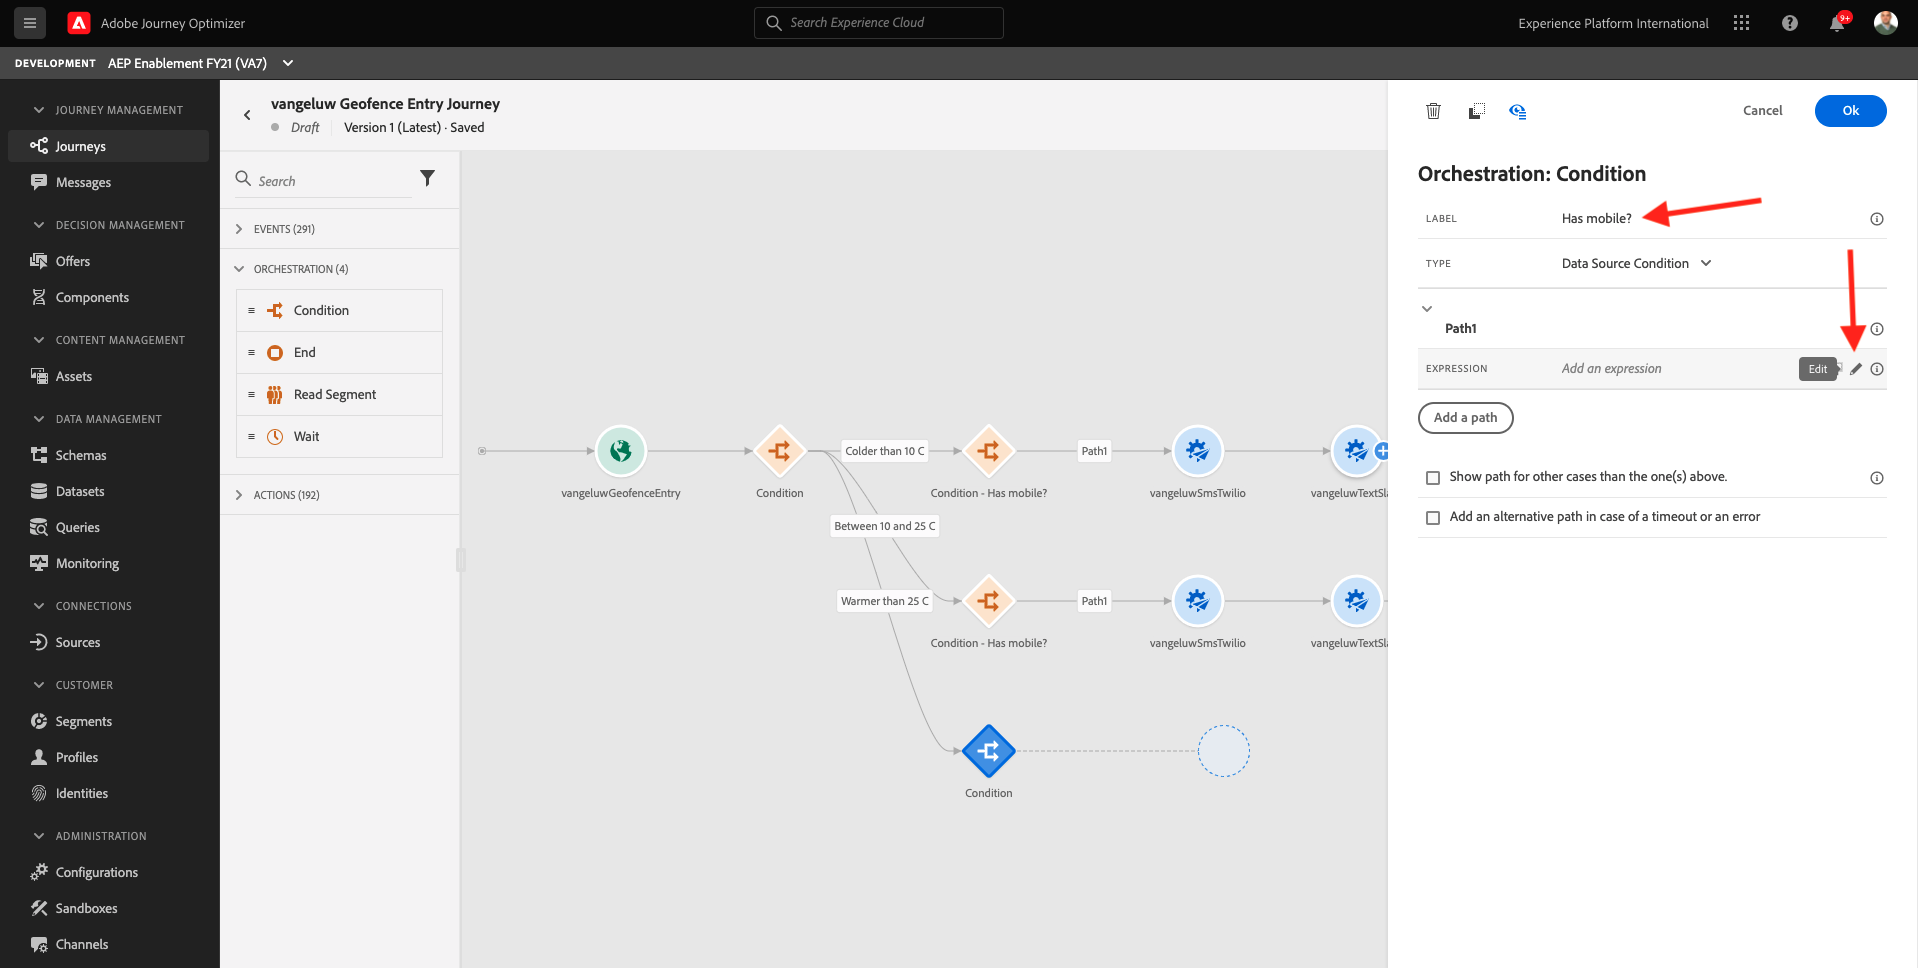 Adobe Journey Optimizer
Search Experience Cloud
Experience Platform International
9+
DEVELOPMENT AEP Enablement FY21 (VA7)
JOURNEY MANAGEMENT
Journeys
Messages
DECISION MANAGEMENT
Offers
Components
CONTENT MANAGEMENT
Assets
DATA MANAGEMENT
Schemas
Datasets
Queries
Monitoring
CONNECTIONS
Sources
CUSTOMER
Segments
Profiles
Identities
ADMINISTRATION
Configurations
Sandboxes
Channels
vangeluw Geofence Entry Journey
Draft Version 1 (Latest) · Saved
Search
EVENTS (291)
ORCHESTRATION (4)
Condition
End
Read Segment
Wait
ACTIONS (192)
Colder than 10 C
Path1
vangeluwGeofenceEntry
Condition
Condition - Has mobile?
vangeluwSmsTwilio
vangeluwTextSla
Between 10 and 25 C
Warmer than 25 C
Path1
Condition - Has mobile?
vangeluwSmsTwilio
vangeluwTextSla
Condition
Cancel
Ok
Orchestration: Condition
LABEL Has mobile?
TYPE Data Source Condition
Path1
EXPRESSION Add an expression
Edit
Add a path
Show path for other cases than the one(s) above.
Add an alternative path in case of a timeout or an error